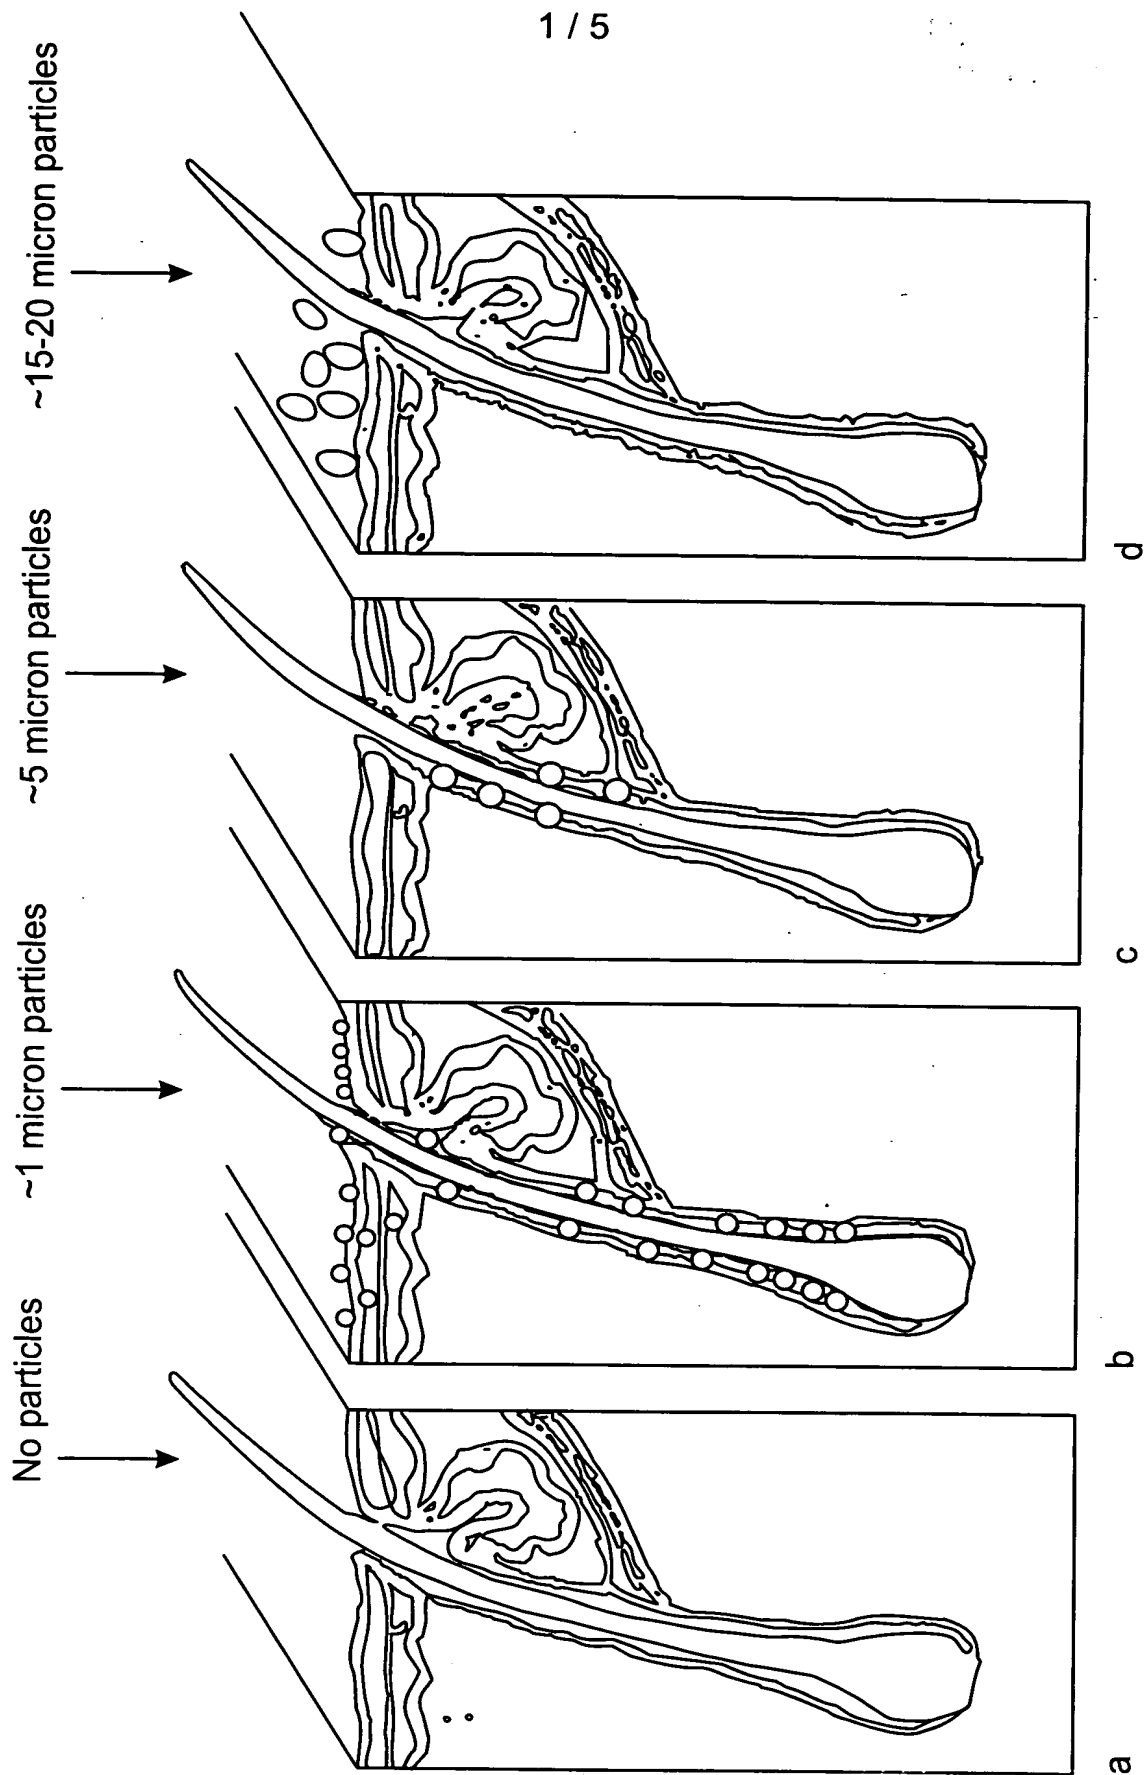 1 / 5
No particles
~1 micron particles
~5 micron particles
~15-20 micron particles
a
b
c
d